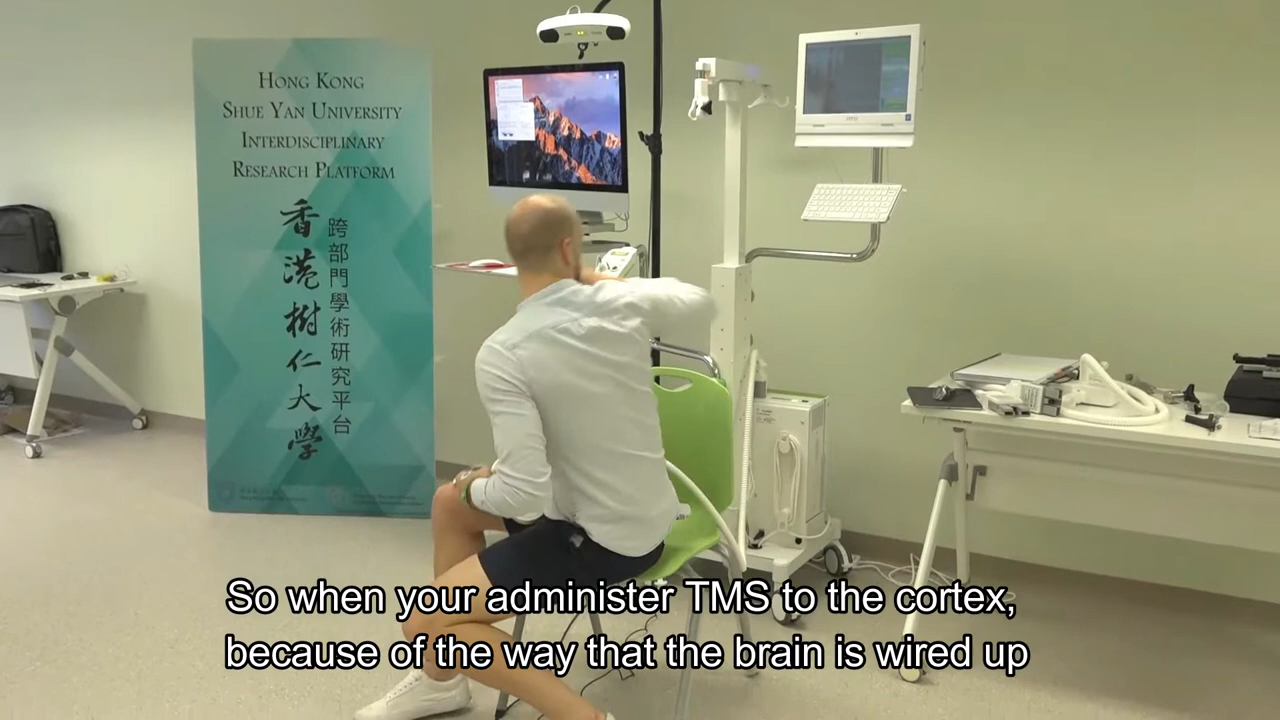 HONG KONG
SHUE YAN UNIVERSITY
INTERDISCIPLINARY
RESEARCH PLATFORM
香港樹仁大學
跨部門學術研究平台
So when your administer TMS to the cortex,
because of the way that the brain is wired up